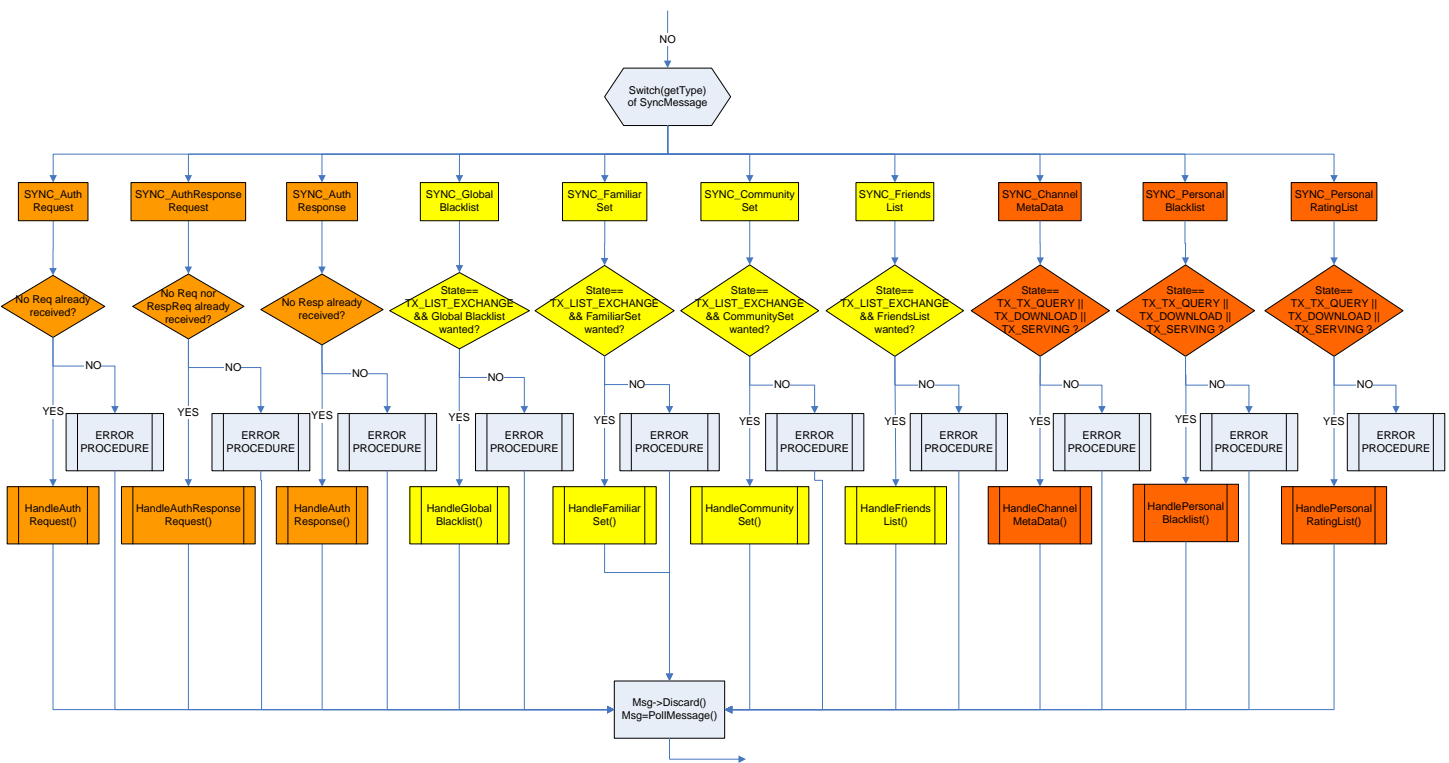 NO
Switch(getType)
of SyncMessage
SYNC_Auth
Request
SYNC_AuthResponse
Request
SYNC_Auth
Response
SYNC_Global
Blacklist
SYNC_Familiar
Set
SYNC_Community
Set
SYNC_Friends
List
SYNC_Channel
MetaData
SYNC_Personal
Blacklist
SYNC_Personal
RatingList
No Req already
received?
No Req nor
RespReq already
received?
No Resp already
received?
State==
TX_LIST_EXCHANGE
&& Global Blacklist
wanted?
State==
TX_LIST_EXCHANGE
&& FamiliarSet
wanted?
State==
TX_LIST_EXCHANGE
&& CommunitySet
wanted?
State==
TX_LIST_EXCHANGE
&& FriendsList
wanted?
State==
TX_TX_QUERY ||
TX_DOWNLOAD ||
TX_SERVING ?
State==
TX_TX_QUERY ||
TX_DOWNLOAD ||
TX_SERVING ?
State==
TX_TX_QUERY ||
TX_DOWNLOAD ||
TX_SERVING ?
NO
NO
NO
NO
NO
NO
NO
NO
NO
NO
YES
YES
YES
YES
YES
YES
YES
YES
YES
YES
ERROR
PROCEDURE
ERROR
PROCEDURE
ERROR
PROCEDURE
ERROR
PROCEDURE
ERROR
PROCEDURE
ERROR
PROCEDURE
ERROR
PROCEDURE
ERROR
PROCEDURE
ERROR
PROCEDURE
ERROR
PROCEDURE
HandleAuth
Request()
HandleAuthResponse
Request()
HandleAuth
Response()
HandleGlobal
Blacklist()
HandleFamiliar
Set()
HandleCommunity
Set()
HandleFriends
List()
HandleChannel
MetaData()
HandlePersonal
Blacklist()
HandlePersonal
RatingList()
Msg->Discard()
Msg=PollMessage()